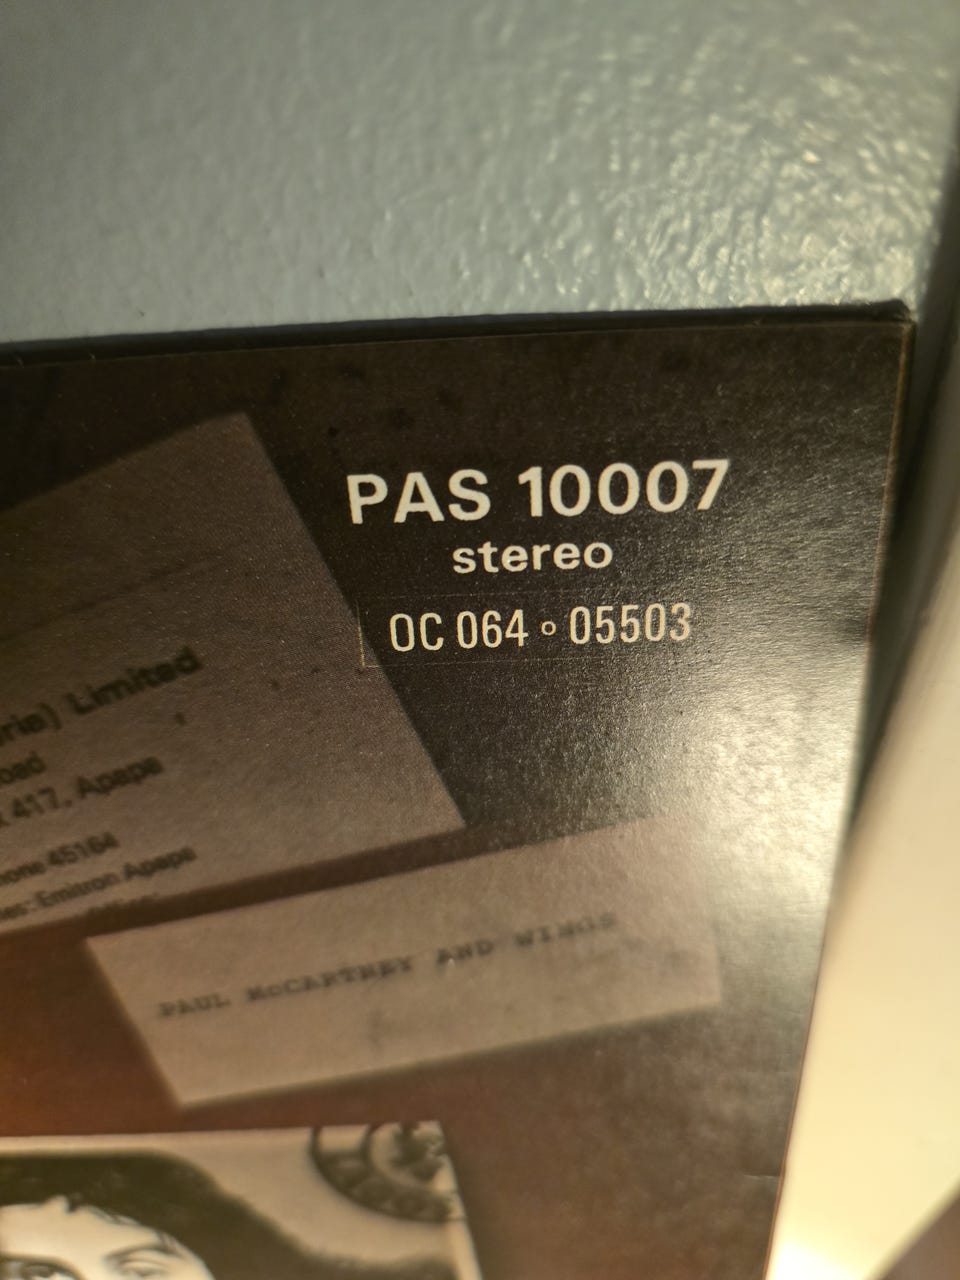 PAS 10007
stereo
OC 064 o 05503
Limited
417, Apapa
45164
Emitron Apapa
PAUL McCARTNEY AND WINGS